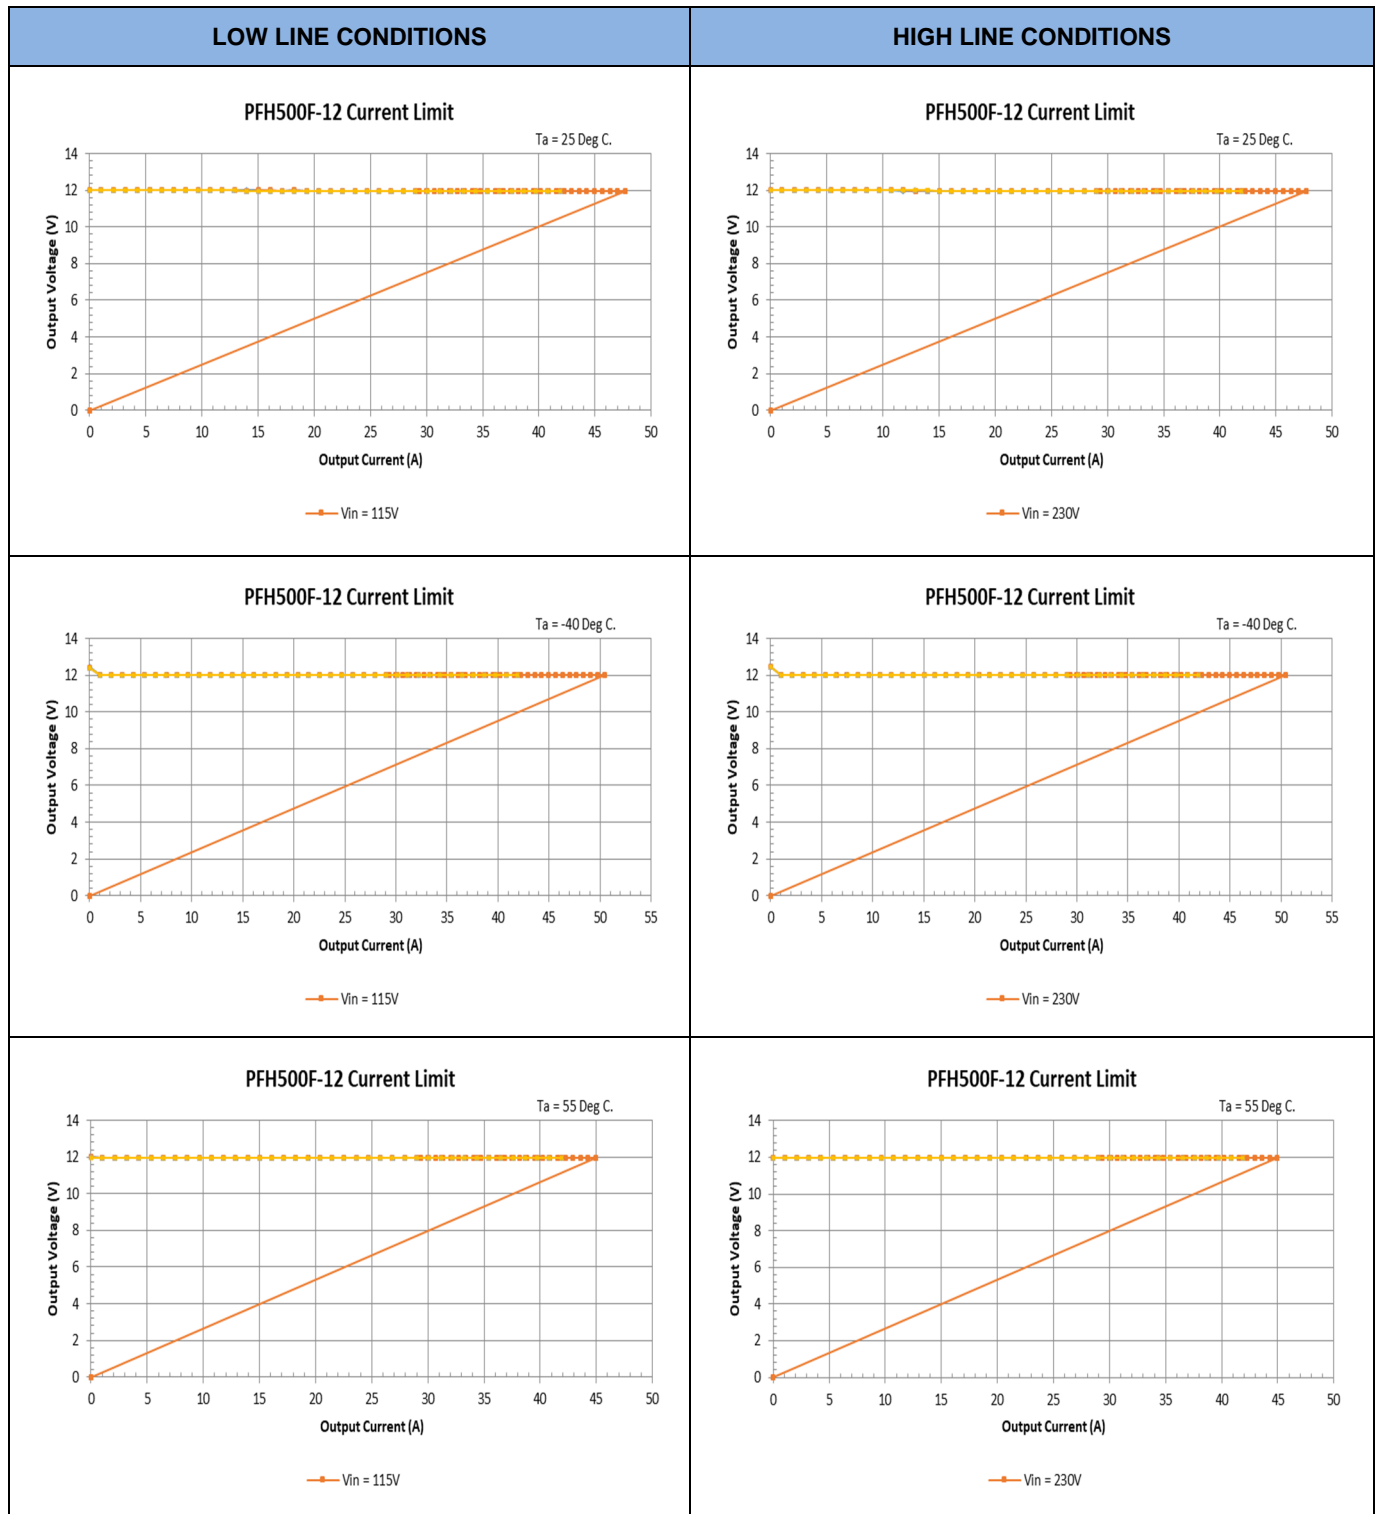 LOW LINE CONDITIONS
HIGH LINE CONDITIONS
PFH500F-12 Current Limit
Ta = 25 Deg C.
Output Voltage (V)
14
12
10
8
6
4
2
0
0 5 10 15 20 25 30 35 40 45 50
Output Current (A)
Vin = 115V
PFH500F-12 Current Limit
Ta = 25 Deg C.
Output Voltage (V)
14
12
10
8
6
4
2
0
0 5 10 15 20 25 30 35 40 45 50
Output Current (A)
Vin = 230V
PFH500F-12 Current Limit
Ta = -40 Deg C.
Output Voltage (V)
14
12
10
8
6
4
2
0
0 5 10 15 20 25 30 35 40 45 50 55
Output Current (A)
Vin = 115V
PFH500F-12 Current Limit
Ta = -40 Deg C.
Output Voltage (V)
14
12
10
8
6
4
2
0
0 5 10 15 20 25 30 35 40 45 50 55
Output Current (A)
Vin = 230V
PFH500F-12 Current Limit
Ta = 55 Deg C.
Output Voltage (V)
14
12
10
8
6
4
2
0
0 5 10 15 20 25 30 35 40 45 50
Output Current (A)
Vin = 115V
PFH500F-12 Current Limit
Ta = 55 Deg C.
Output Voltage (V)
14
12
10
8
6
4
2
0
0 5 10 15 20 25 30 35 40 45 50
Output Current (A)
Vin = 230V